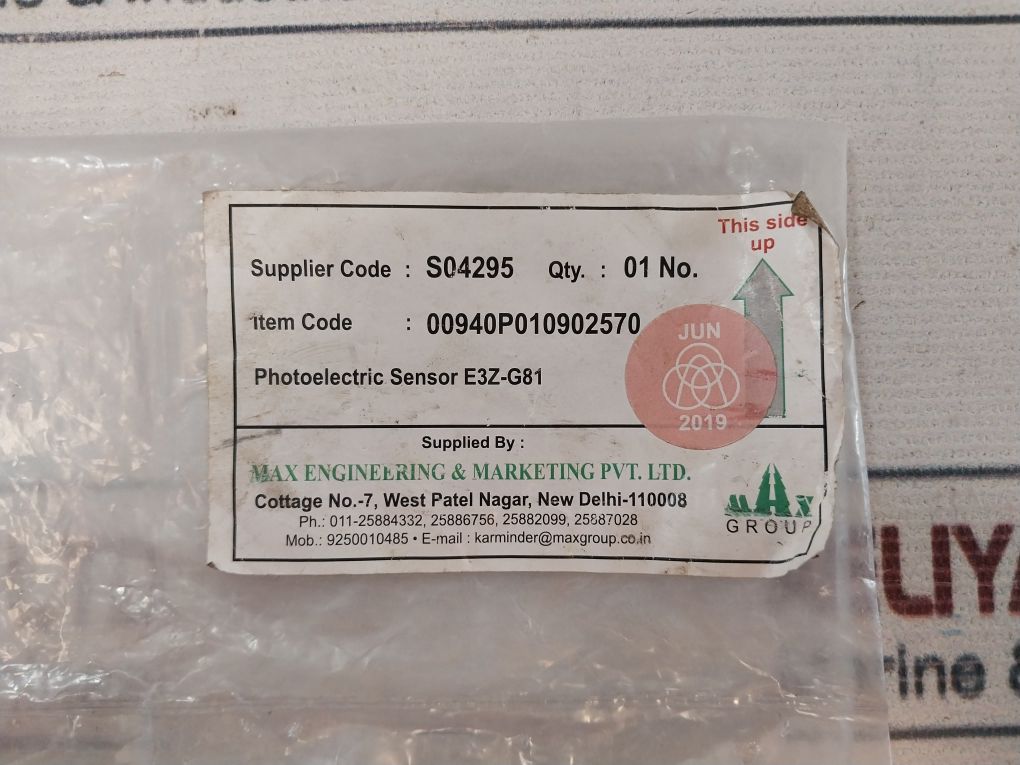 This side
up
Supplier Code : S04295 Qty. : 01 No.
Item Code : 00940P010902570
JUN
2019
Photoelectric Sensor E3Z-G81
Supplied By :
MAX ENGINEERING & MARKETING PVT. LTD.
Cottage No.-7, West Patel Nagar, New Delhi-110008
Ph.: 011-25884332, 25886756, 25882099, 25887028
Mob.: 9250010485 • E-mail : karminder@maxgroup.co.in
MAX
GROUP